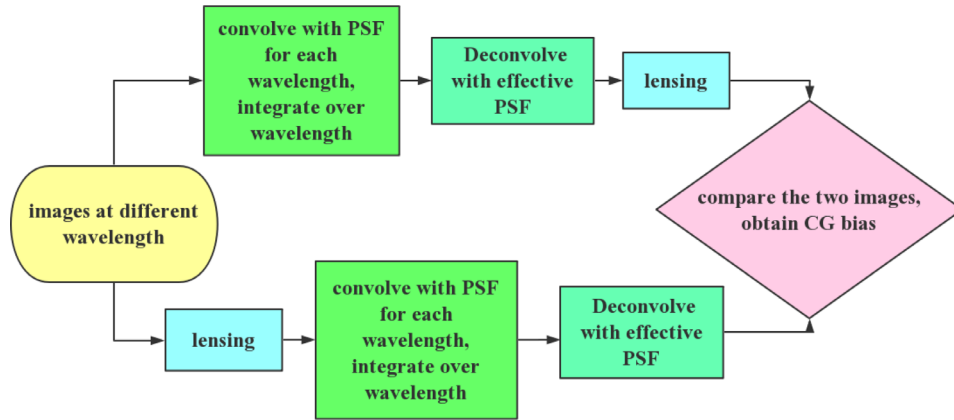 convolve with PSF
for each
wavelength,
integrate over
wavelength
Deconvolve
with effective
PSF
lensing
images at different
wavelength
compare the two images,
obtain CG bias
lensing
convolve with PSF
for each
wavelength,
integrate over
wavelength
Deconvolve
with effective
PSF